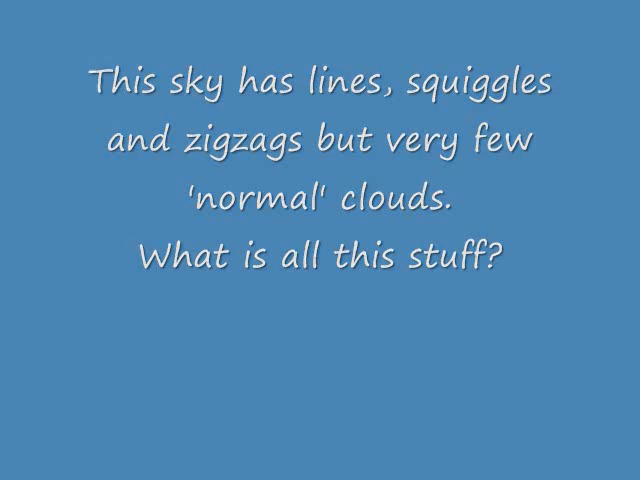 This sky has lines, squiggles
and zigzags but very few
'normal' clouds.
What is all this stuff?